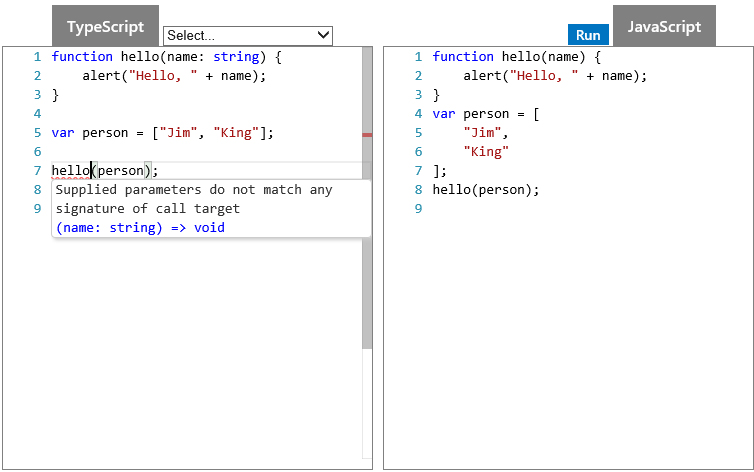 TypeScript
Select...
1 function hello(name: string) {
2     alert("Hello, " + name);
3 }
4
5 var person = ["Jim", "King"];
6
7 hello(person);
8
9
Supplied parameters do not match any
signature of call target
(name: string) => void
Run
JavaScript
1 function hello(name) {
2     alert("Hello, " + name);
3 }
4 var person = [
5     "Jim",
6     "King"
7 ];
8 hello(person);
9